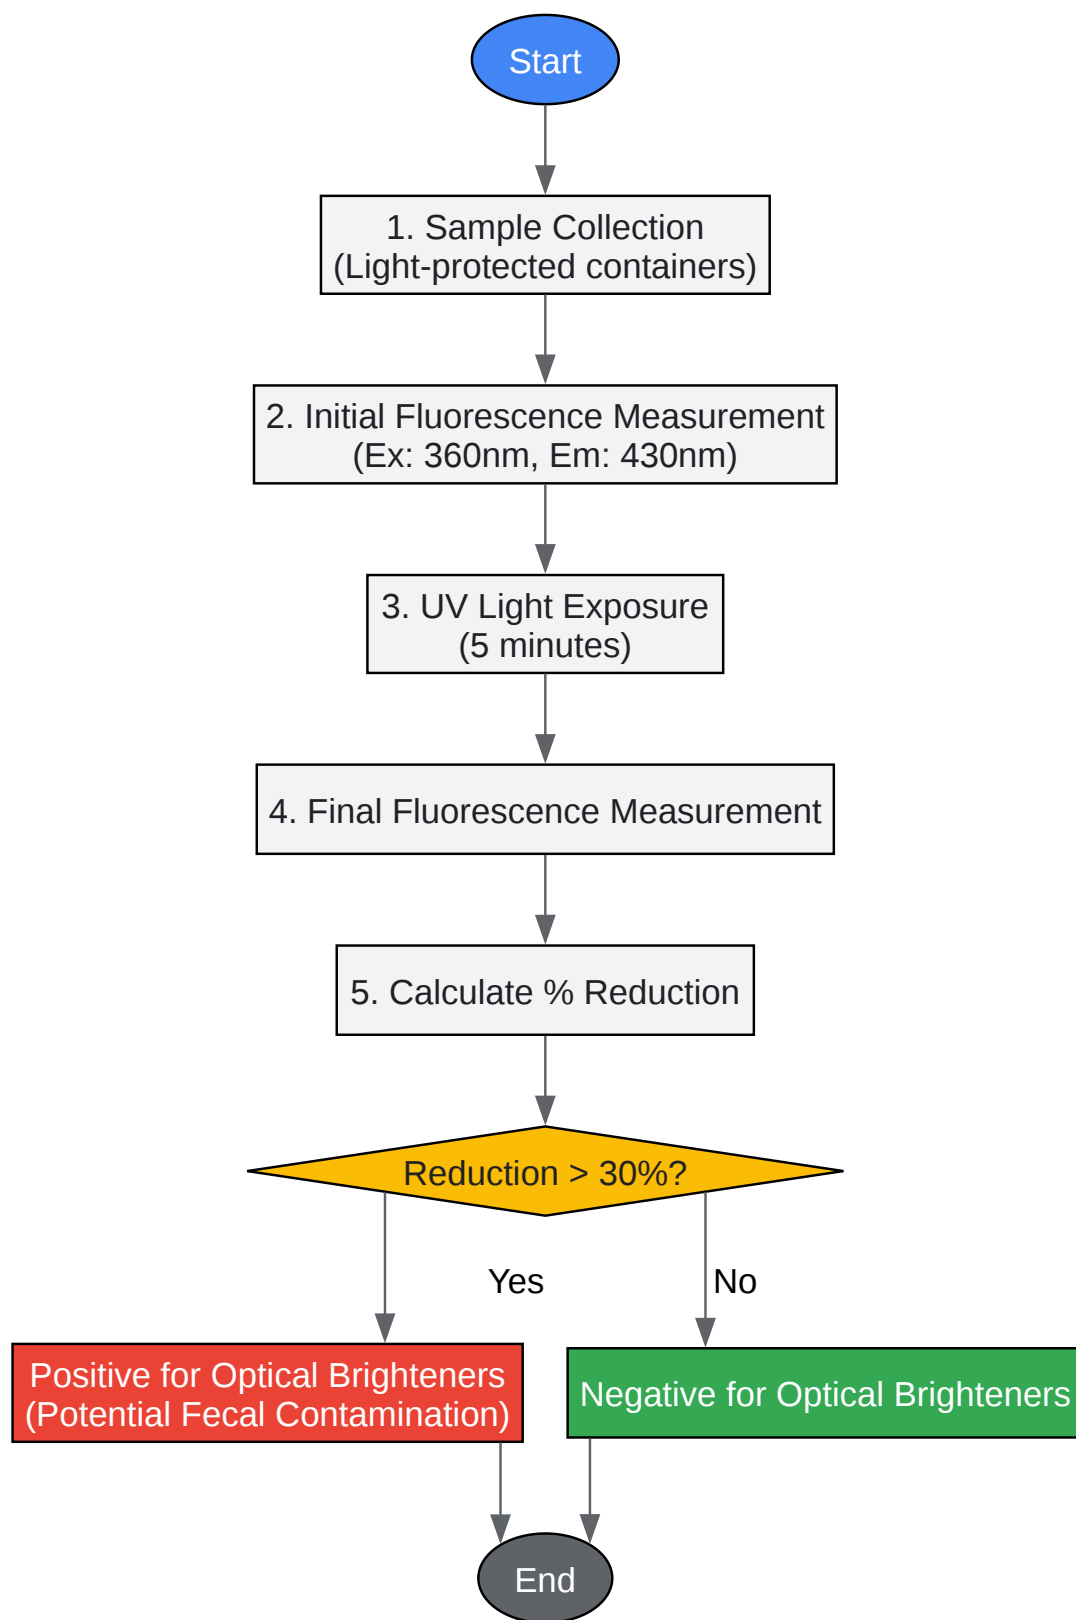 Start
1. Sample Collection
(Light-protected containers)
2. Initial Fluorescence Measurement
(Ex: 360nm, Em: 430nm)
3. UV Light Exposure
(5 minutes)
4. Final Fluorescence Measurement
5. Calculate % Reduction
Reduction > 30%?
Yes
No
Positive for Optical Brighteners
(Potential Fecal Contamination)
Negative for Optical Brighteners
End